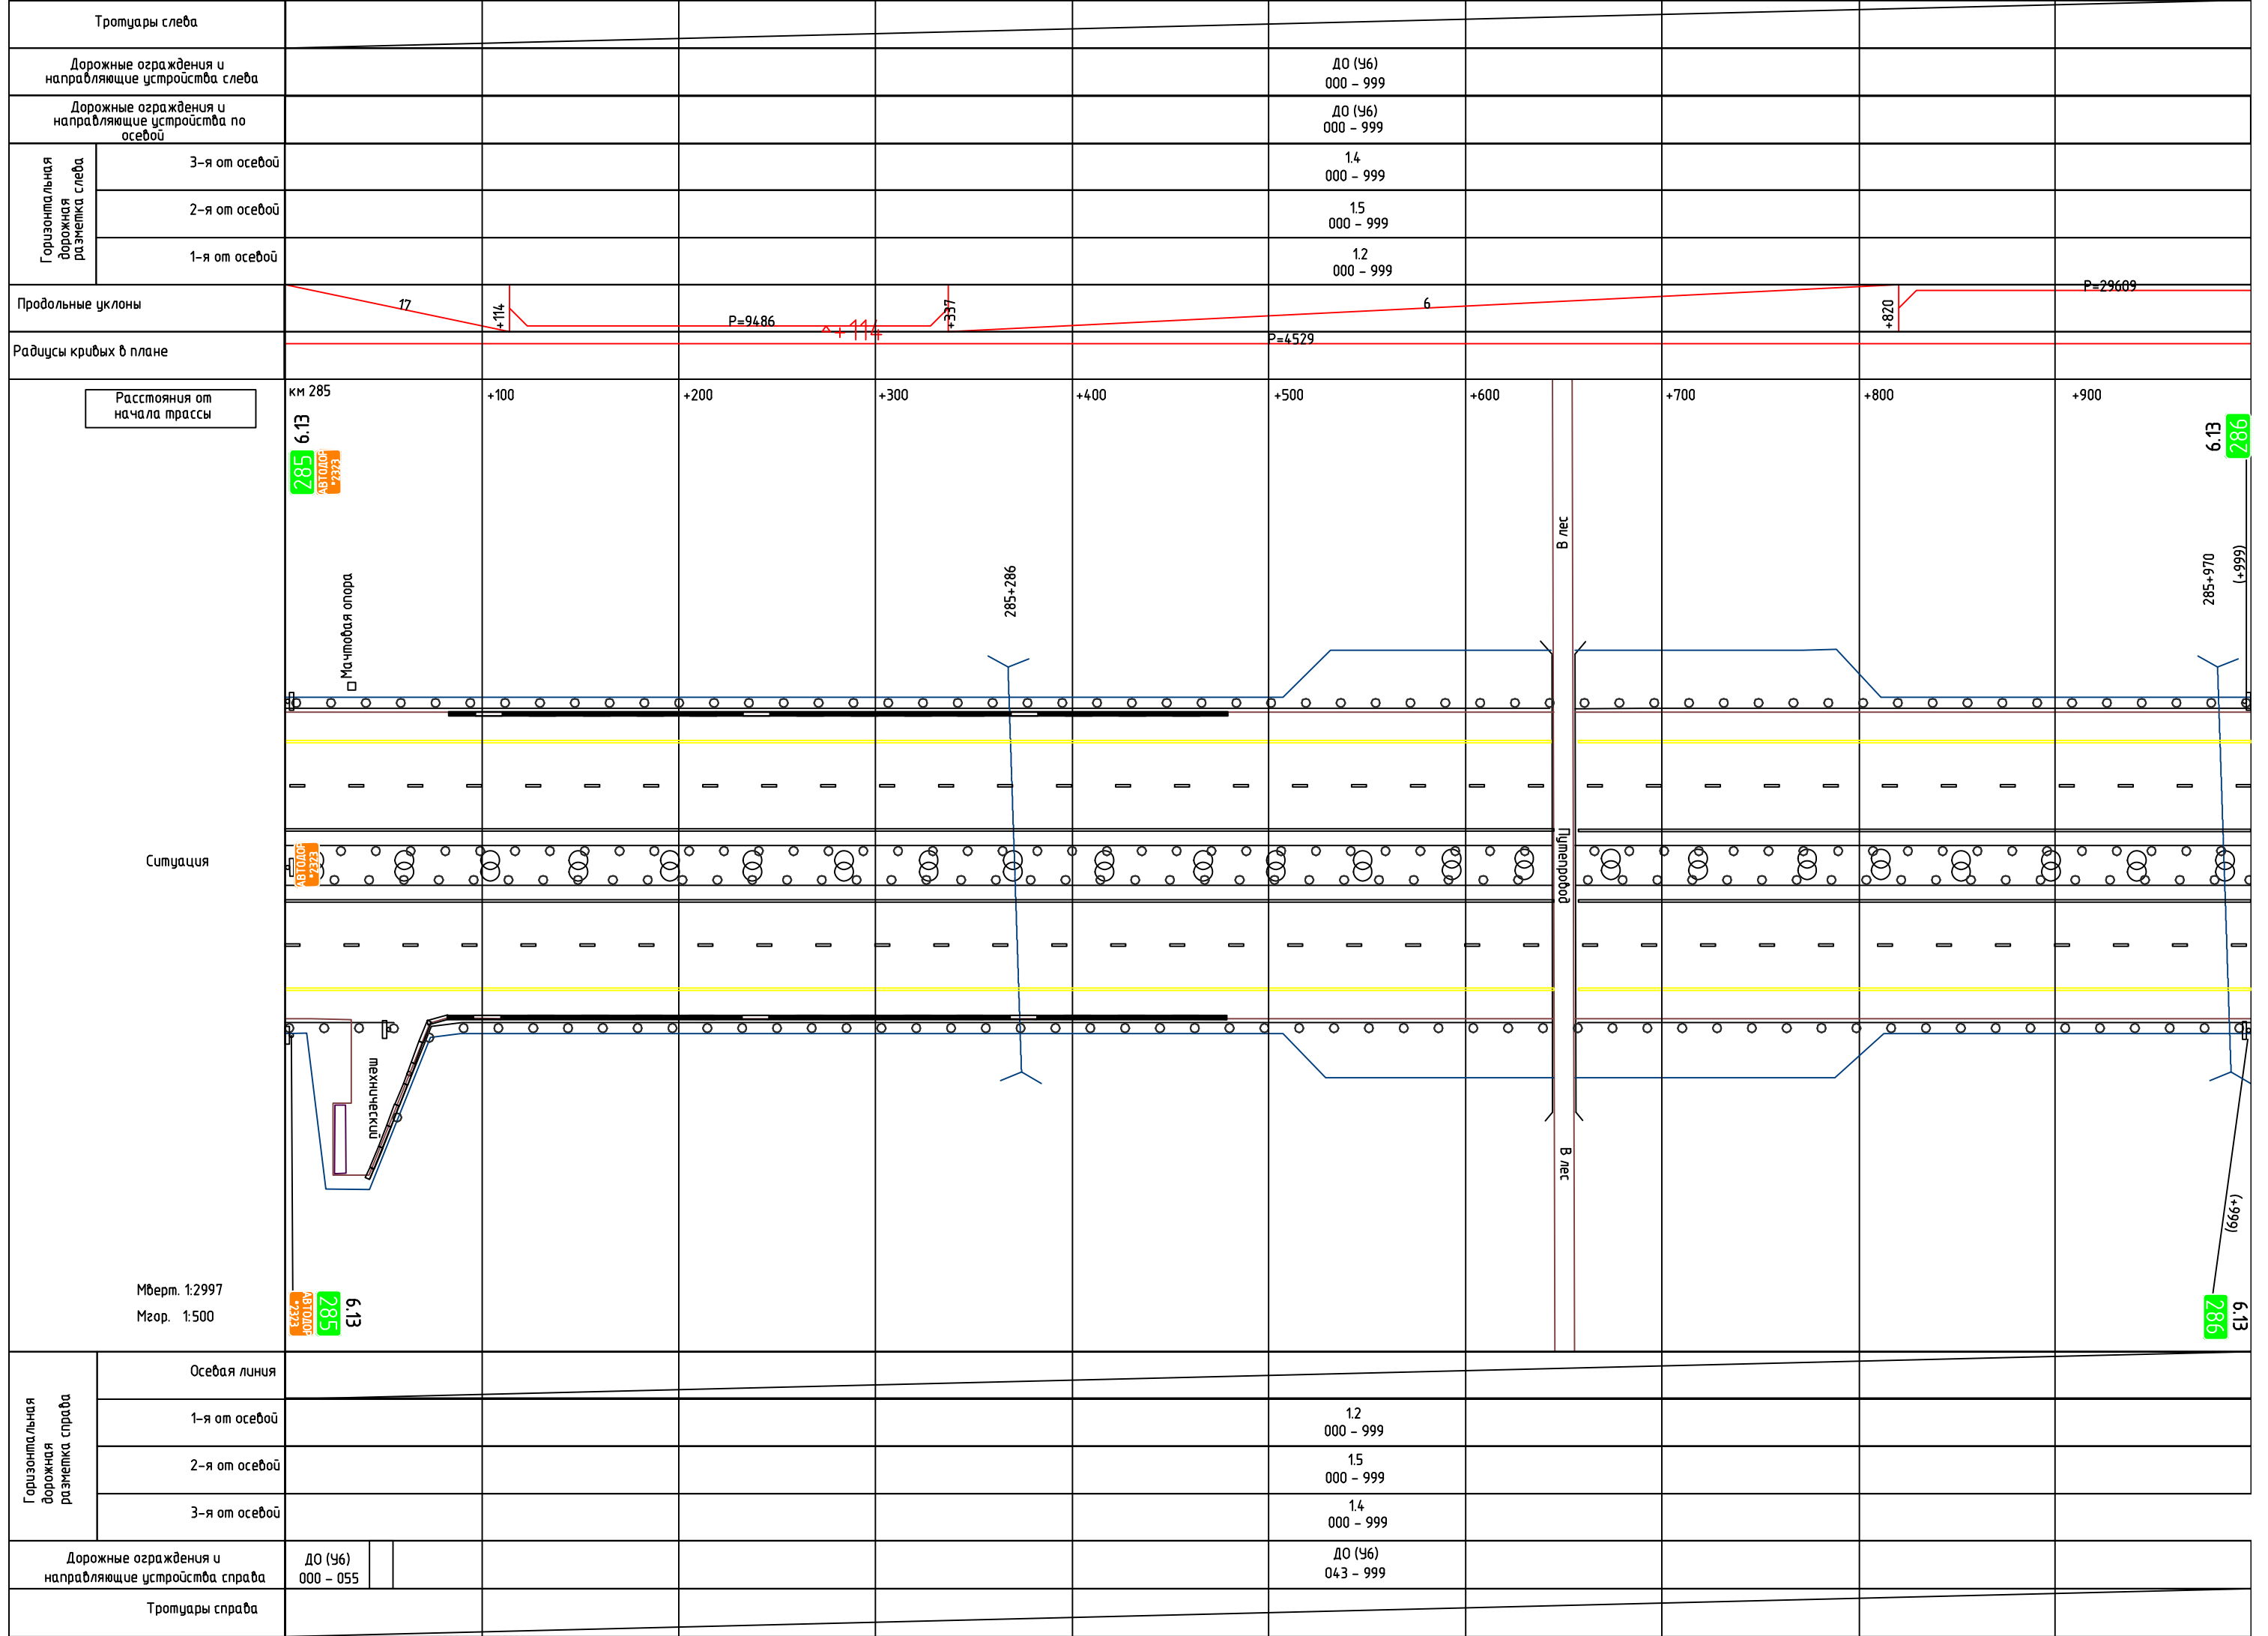 Тротуары слева
Дорожные ограждения и
направляющие устройства слева
ДО (У6)
000 – 999
Дорожные ограждения и
направляющие устройства по
осевой
ДО (У6)
000 – 999
Горизонтальная
дорожная
разметка слева
3-я от осевой
1.4
000 – 999
2-я от осевой
1.5
000 – 999
1-я от осевой
1.2
000 – 999
Продольные уклоны
17
+114
Р=9486
+114
+337
6
+820
Р=29609
Радиусы кривых в плане
Р=4529
Расстояния от
начала трассы
км 285
+100
+200
+300
+400
+500
+600
+700
+800
+900
6.13
285
АВТОДОР
*2323
6.13
286
(+999)
Мачтовая опора
285+286
В лес
285+970
Ситуация
АВТОДОР
*2323
Путепровод
технический
В лес
(+999)
Мверт. 1:2997
Мгор. 1:500
АВТОДОР
*2323
285
6.13
286
6.13
Горизонтальная
дорожная
разметка справа
Осевая линия
1-я от осевой
1.2
000 – 999
2-я от осевой
1.5
000 – 999
3-я от осевой
1.4
000 – 999
Дорожные ограждения и
направляющие устройства справа
ДО (У6)
000 – 055
ДО (У6)
043 – 999
Тротуары справа